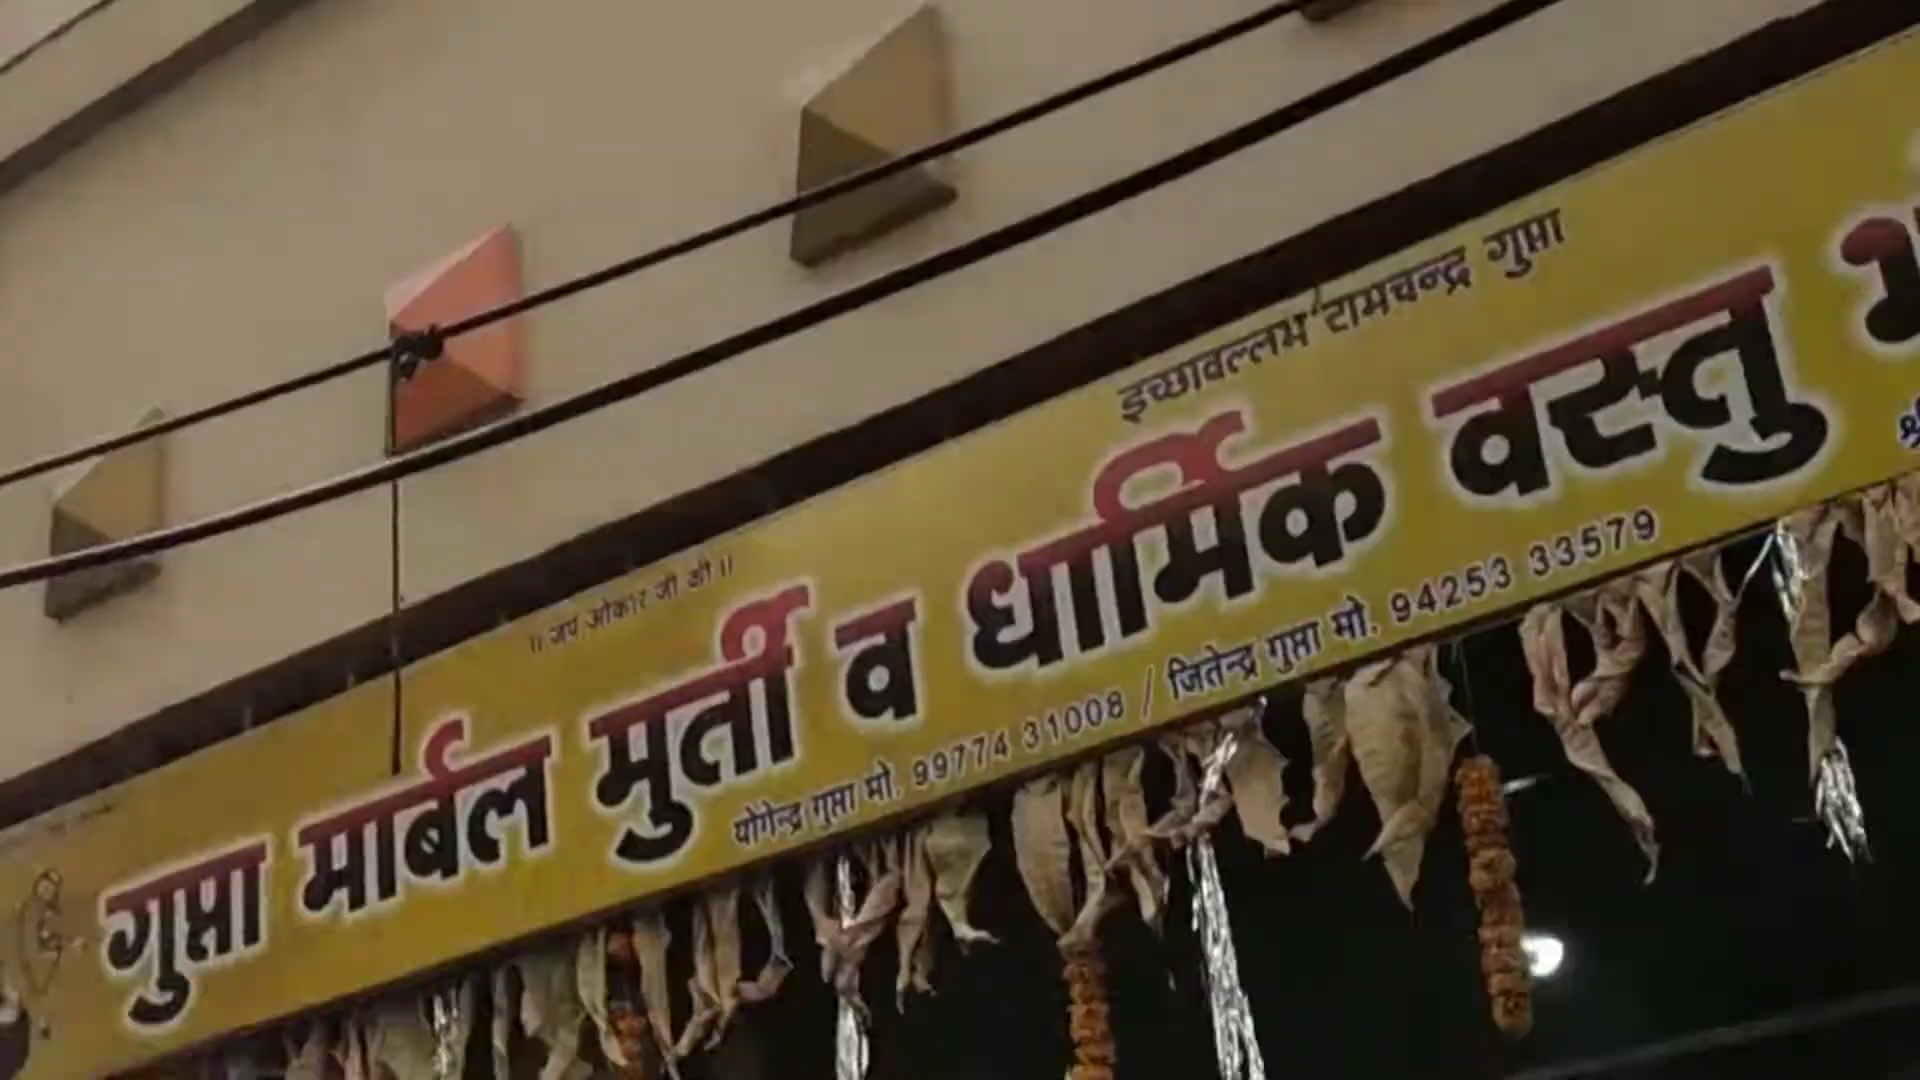 इच्छावल्लभ रामचन्द्र गुप्ता
॥ जय ओंकार जी की ॥
गुप्ता मार्बल मुर्ती व धार्मिक वस्तु
योगेन्द्र गुप्ता मो. 99774 31008 / जितेन्द्र गुप्ता मो. 94253 33579